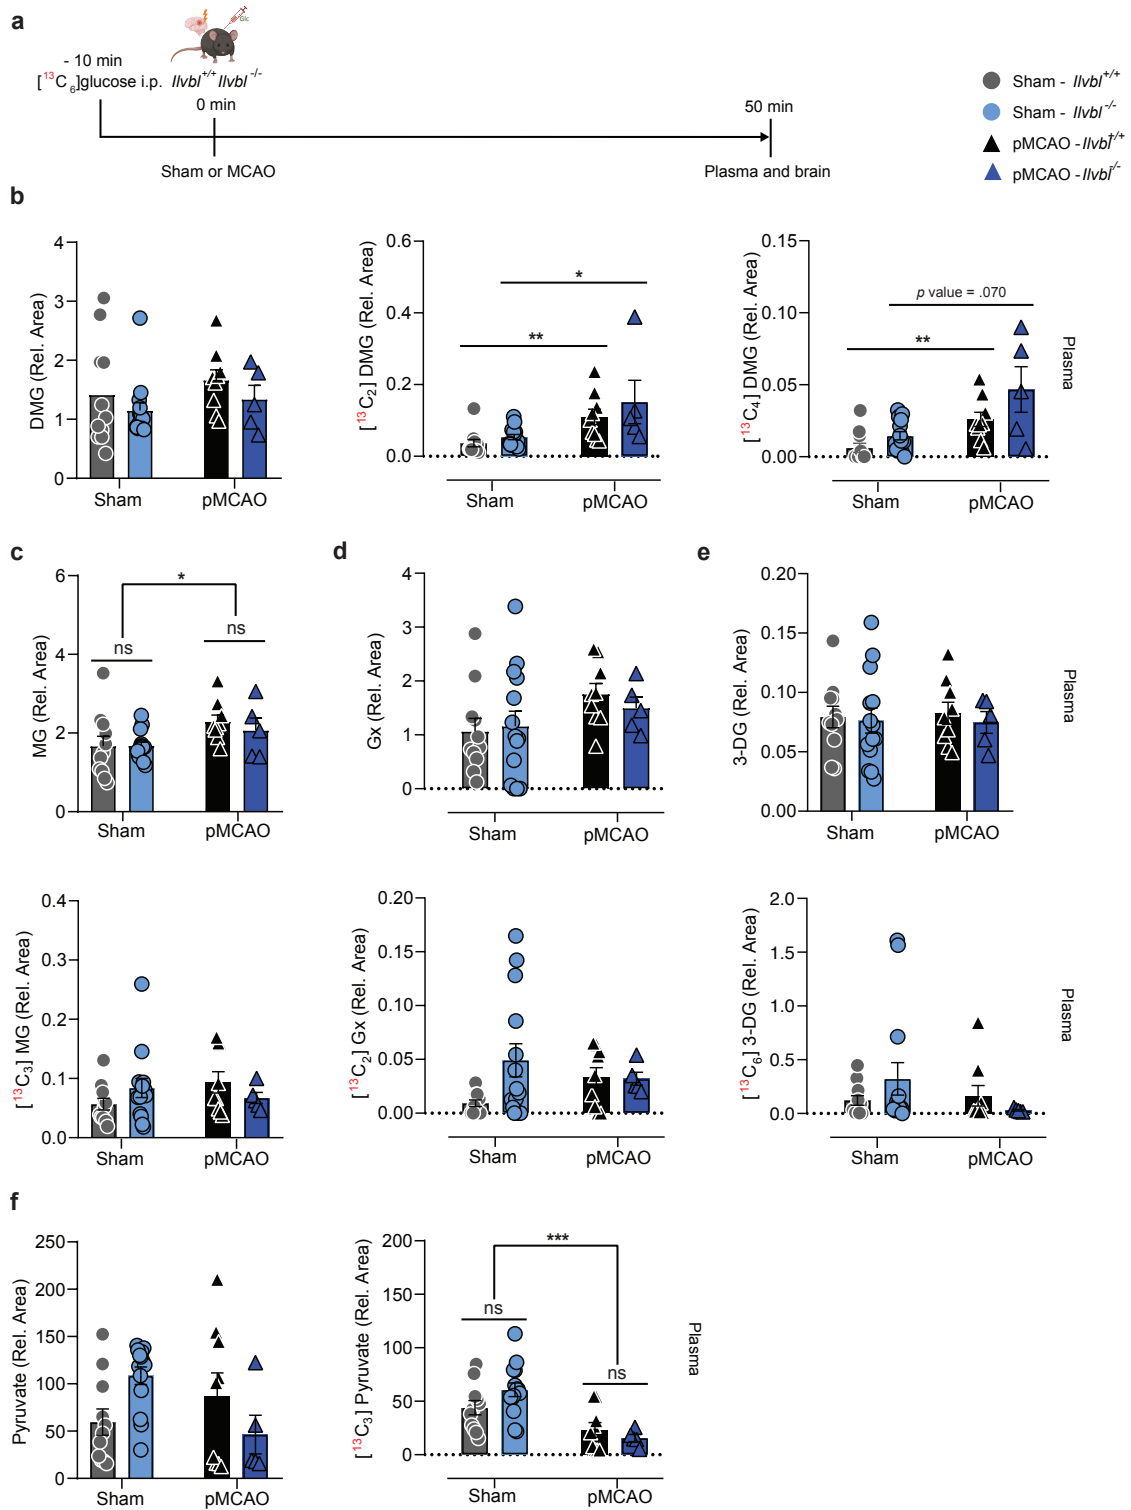 a
- 10 min
[13C6]glucose i.p. Ilvbl+/+ Ilvbl-/-
Glc
0 min
50 min
Sham or MCAO
Plasma and brain
Sham - Ilvbl+/+
Sham - Ilvbl-/-
pMCAO - Ilvbl+/+
pMCAO - Ilvbl-/-
b
DMG (Rel. Area)
4
3
2
1
0
Sham
pMCAO
[13C2] DMG (Rel. Area)
0.6
0.4
0.2
0.0
*
**
Sham
pMCAO
[13C4] DMG (Rel. Area)
0.15
0.10
0.05
0.00
p value = .070
**
Sham
pMCAO
Plasma
c
MG (Rel. Area)
6
4
2
0
*
ns
ns
Sham
pMCAO
d
Gx (Rel. Area)
4
3
2
1
0
Sham
pMCAO
e
3-DG (Rel. Area)
0.20
0.15
0.10
0.05
0.00
Sham
pMCAO
Plasma
[13C3] MG (Rel. Area)
0.4
0.3
0.2
0.1
0.0
Sham
pMCAO
[13C2] Gx (Rel. Area)
0.20
0.15
0.10
0.05
0.00
Sham
pMCAO
[13C6] 3-DG (Rel. Area)
2.0
1.5
1.0
0.5
0.0
Sham
pMCAO
Plasma
f
Pyruvate (Rel. Area)
250
200
150
100
50
0
Sham
pMCAO
[13C3] Pyruvate (Rel. Area)
200
150
100
50
0
***
ns
ns
Sham
pMCAO
Plasma